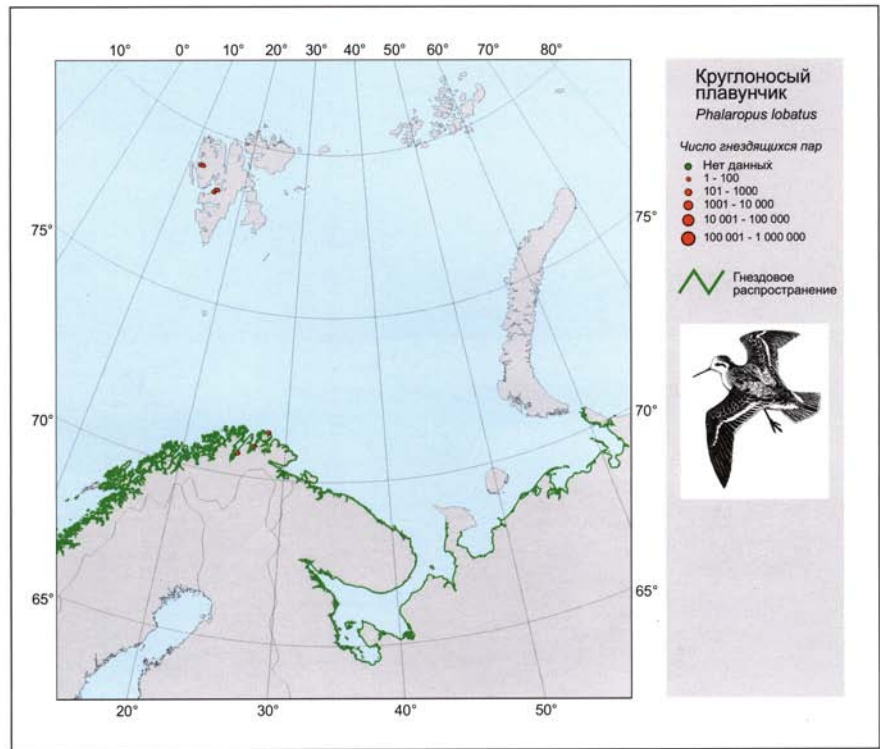 10° 0° 10° 20° 30° 40° 50° 60° 70° 80°
Круглоносый
плавунчик
Phalaropus lobatus
Число гнездящихся пар
Нет данных
1 - 100
101 - 1000
1001 - 10 000
10 001 - 100 000
100 001 - 1 000 000
Гнездовое
распространение
75° 75°
70° 70°
65° 65°
20° 30° 40° 50°